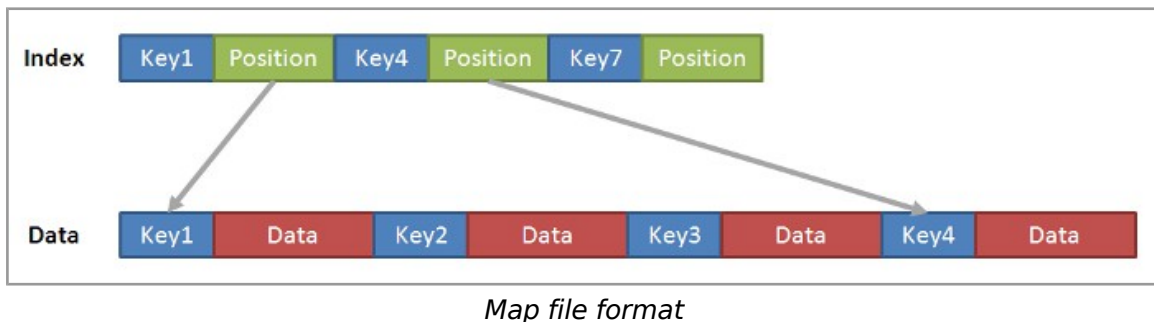 Index Key1 Position Key4 Position Key7 Position
Data Key1 Data Key2 Data Key3 Data Key4 Data
Map file format